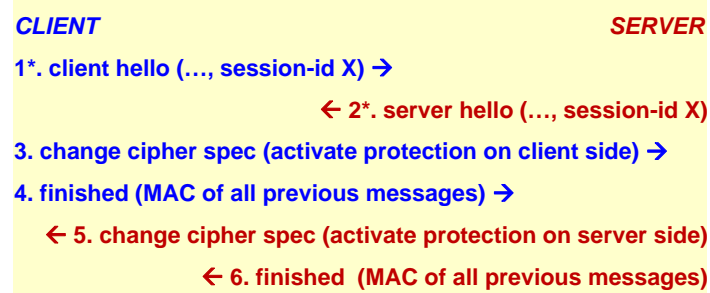 CLIENT SERVER
1*. client hello (…, session-id X) →
← 2*. server hello (…, session-id X)
3. change cipher spec (activate protection on client side) →
4. finished (MAC of all previous messages) →
← 5. change cipher spec (activate protection on server side)
← 6. finished (MAC of all previous messages)